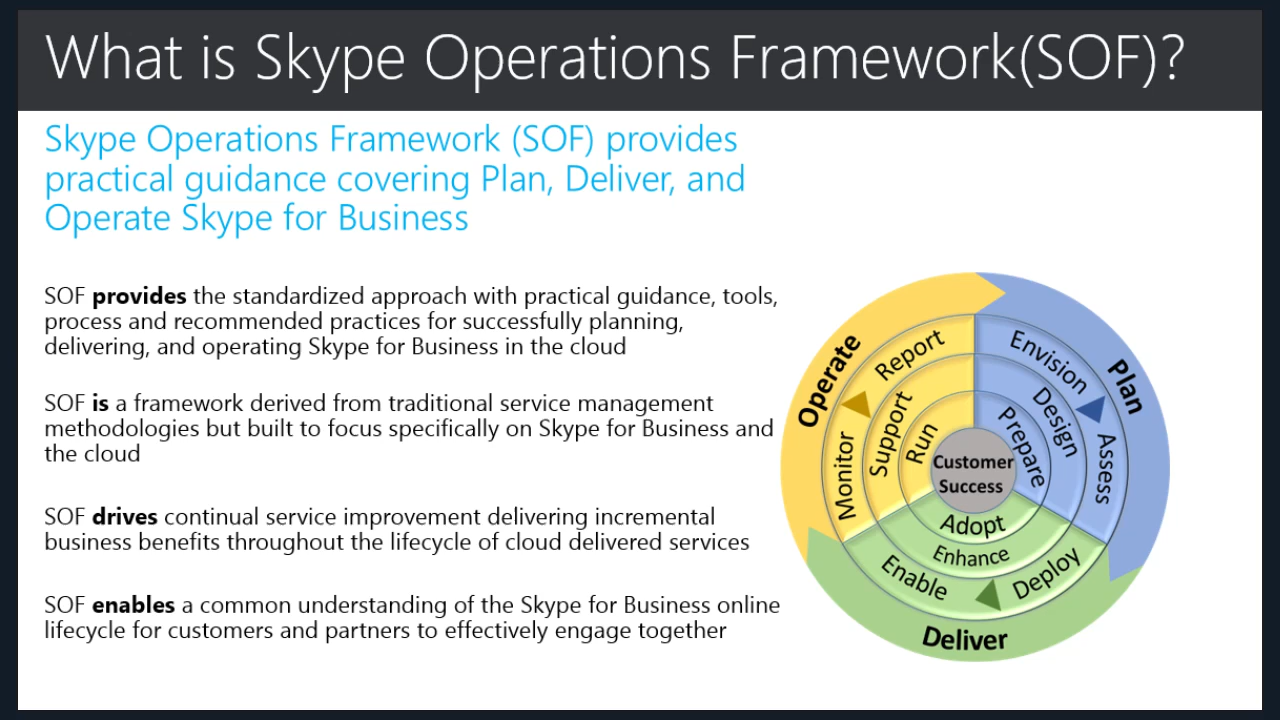 What is Skype Operations Framework(SOF)?
Skype Operations Framework (SOF) provides
practical guidance covering Plan, Deliver, and
Operate Skype for Business
SOF provides the standardized approach with practical guidance, tools,
process and recommended practices for successfully planning,
delivering, and operating Skype for Business in the cloud
SOF is a framework derived from traditional service management
methodologies but built to focus specifically on Skype for Business and
the cloud
SOF drives continual service improvement delivering incremental
business benefits throughout the lifecycle of cloud delivered services
SOF enables a common understanding of the Skype for Business online
lifecycle for customers and partners to effectively engage together
Operate
Report
Monitor
Support
Run
Plan
Envision
Assess
Design
Prepare
Customer
Success
Adopt
Enhance
Enable
Deploy
Deliver